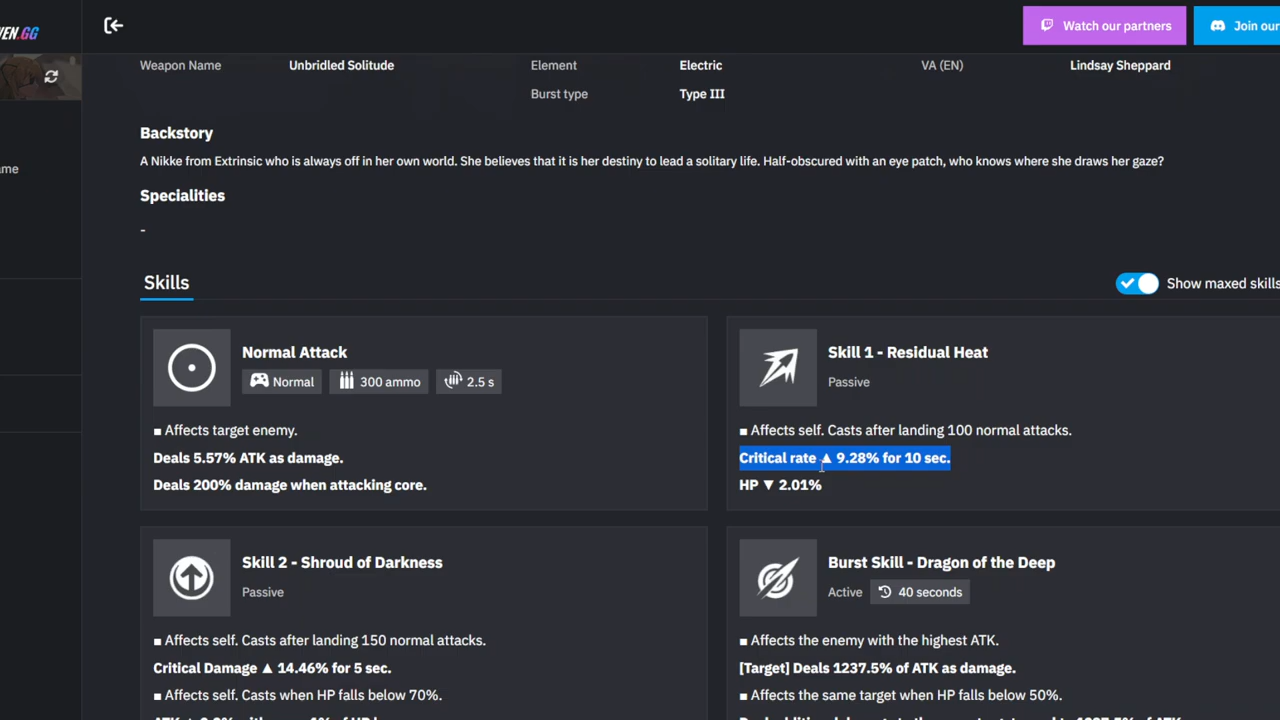 VEN.GG
Watch our partners
Join our
Weapon Name Unbridled Solitude Element Electric VA (EN) Lindsay Sheppard
Burst type Type III
ame
Backstory
A Nikke from Extrinsic who is always off in her own world. She believes that it is her destiny to lead a solitary life. Half-obscured with an eye patch, who knows where she draws her gaze?
Specialities
-
Skills
Show maxed skills
Normal Attack
Normal 300 ammo 2.5 s
■ Affects target enemy.
Deals 5.57% ATK as damage.
Deals 200% damage when attacking core.
Skill 1 - Residual Heat
Passive
■ Affects self. Casts after landing 100 normal attacks.
Critical rate ▲ 9.28% for 10 sec.
HP ▼ 2.01%
Skill 2 - Shroud of Darkness
Passive
■ Affects self. Casts after landing 150 normal attacks.
Critical Damage ▲ 14.46% for 5 sec.
■ Affects self. Casts when HP falls below 70%.
Burst Skill - Dragon of the Deep
Active 40 seconds
■ Affects the enemy with the highest ATK.
[Target] Deals 1237.5% of ATK as damage.
■ Affects the same target when HP falls below 50%.